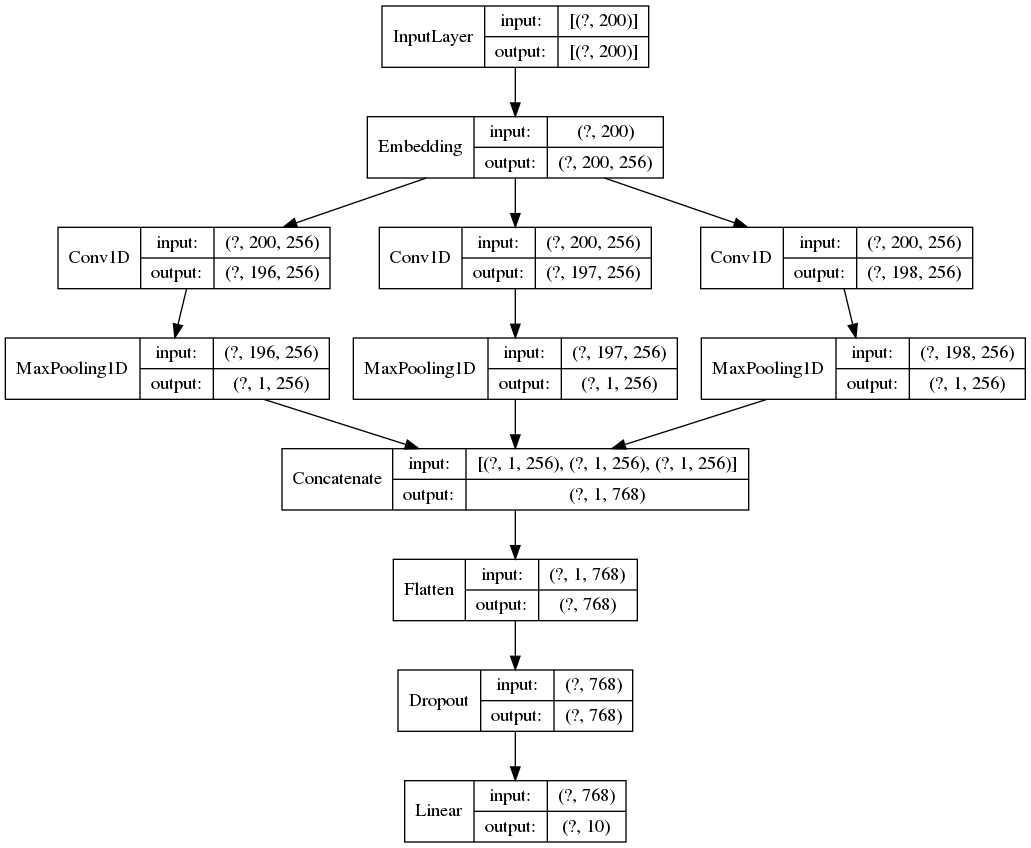 InputLayer
input: [(?, 200)]
output: [(?, 200)]
Embedding
input: (?, 200)
output: (?, 200, 256)
Conv1D
input: (?, 200, 256)
output: (?, 196, 256)
Conv1D
input: (?, 200, 256)
output: (?, 197, 256)
Conv1D
input: (?, 200, 256)
output: (?, 198, 256)
MaxPooling1D
input: (?, 196, 256)
output: (?, 1, 256)
MaxPooling1D
input: (?, 197, 256)
output: (?, 1, 256)
MaxPooling1D
input: (?, 198, 256)
output: (?, 1, 256)
Concatenate
input: [(?, 1, 256), (?, 1, 256), (?, 1, 256)]
output: (?, 1, 768)
Flatten
input: (?, 1, 768)
output: (?, 768)
Dropout
input: (?, 768)
output: (?, 768)
Linear
input: (?, 768)
output: (?, 10)